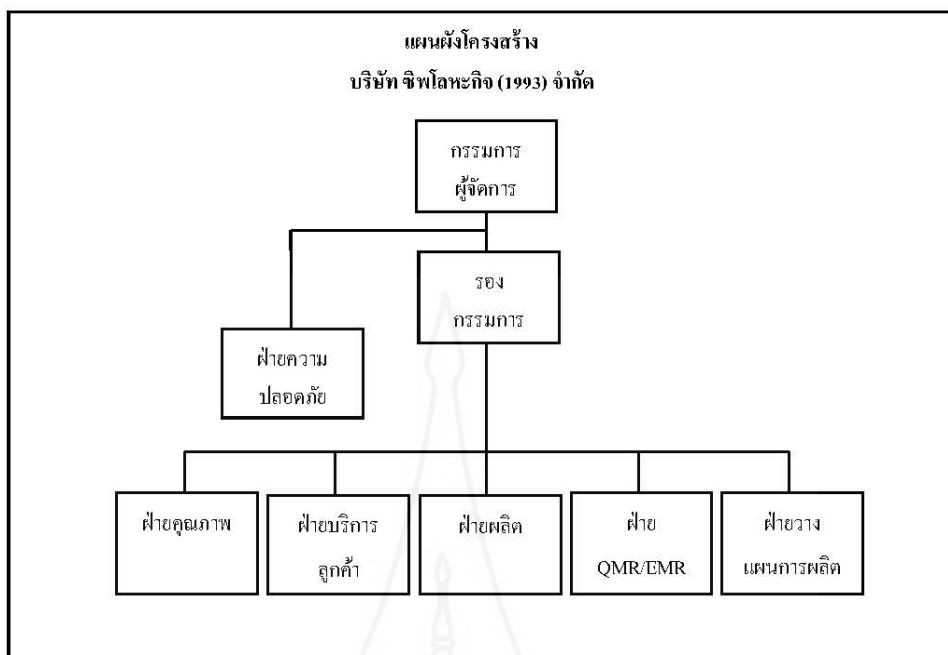 แผนผังโครงสร้าง
บริษัท ชิพโลหะกิจ (1993) จำกัด
กรรมการ
ผู้จัดการ
รอง
กรรมการ
ฝ่ายความ
ปลอดภัย
ฝ่ายคุณภาพ
ฝ่ายบริการ
ลูกค้า
ฝ่ายผลิต
ฝ่าย
QMR/EMR
ฝ่ายวาง
แผนการผลิต